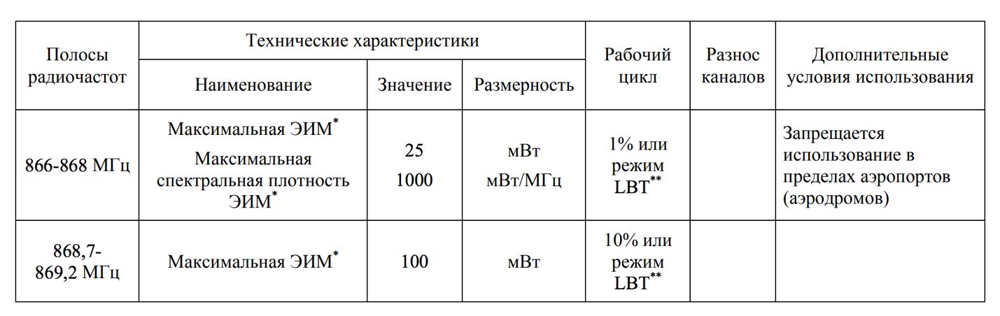 Полосы
радиочастот
Технические характеристики
Наименование
Значение
Размерность
Рабочий
цикл
Разнос
каналов
Дополнительные
условия использования
866-868 МГц
Максимальная ЭИМ*
Максимальная
спектральная плотность
ЭИМ*
25
1000
мВт
мВт/МГц
1% или
режим
LBT**
Запрещается
использование в
пределах аэропортов
(аэродромов)
868,7-
869,2 МГц
Максимальная ЭИМ*
100
мВт
10% или
режим
LBT**